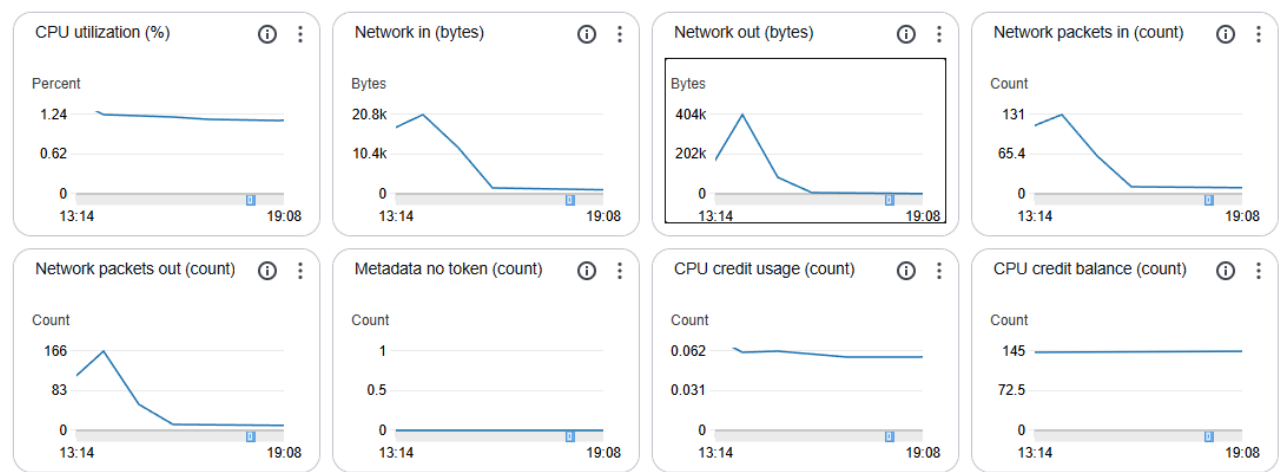 CPU utilization (%)
Percent
1.24
0.62
0
13:14 19:08
Network in (bytes)
Bytes
20.8k
10.4k
0
13:14 19:08
Network out (bytes)
Bytes
404k
202k
0
13:14 19:08
Network packets in (count)
Count
131
65.4
0
13:14 19:08
Network packets out (count)
Count
166
83
0
13:14 19:08
Metadata no token (count)
Count
1
0.5
0
13:14 19:08
CPU credit usage (count)
Count
0.062
0.031
0
13:14 19:08
CPU credit balance (count)
Count
145
72.5
0
13:14 19:08